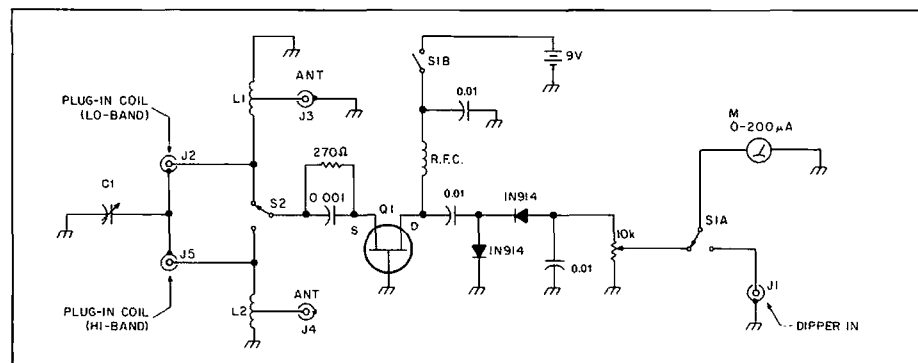 PLUG-IN COIL
(LO-BAND)
J2
C1
J5
PLUG-IN COIL
(HI-BAND)
L1
ANT
J3
S2
L2
ANT
J4
270Ω
0.001
S
Q1
D
S1B
0.01
R.F.C.
9V
0.01
1N914
1N914
0.01
10k
M
0-200μA
S1A
J1
DIPPER IN